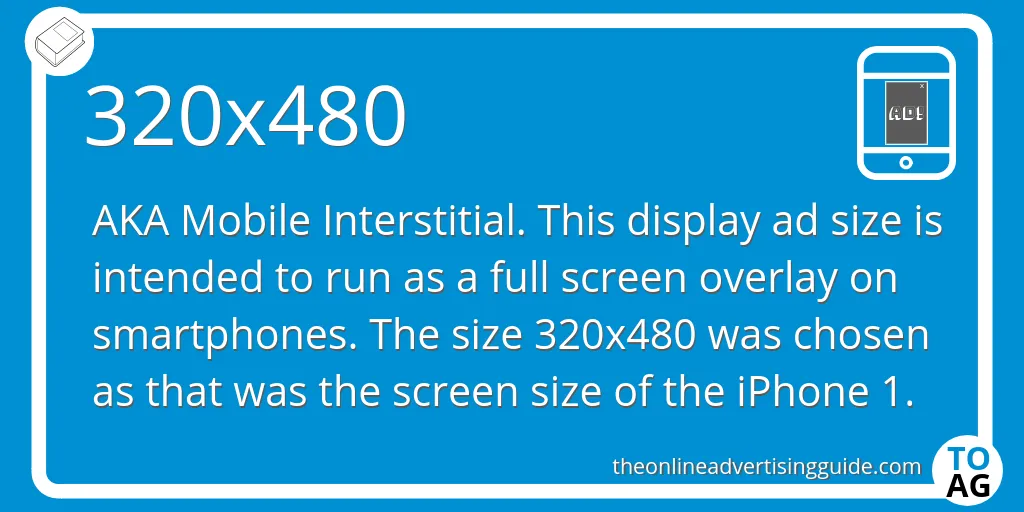 320x480
x
AD!
AKA Mobile Interstitial. This display ad size is
intended to run as a full screen overlay on
smartphones. The size 320x480 was chosen
as that was the screen size of the iPhone 1.
theonlineadvertisingguide.com
TO
AG